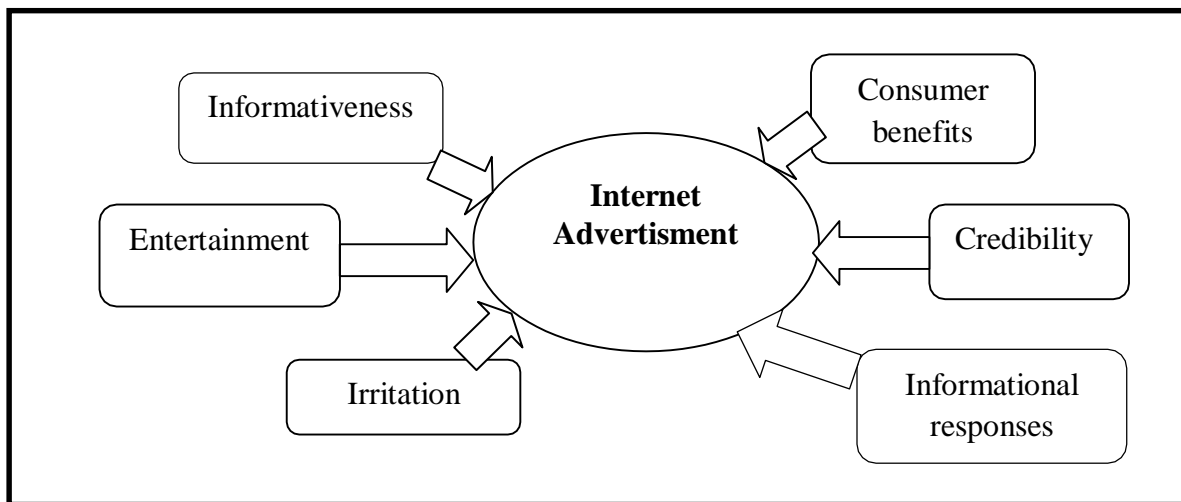 Informativeness
Consumer
benefits
Internet
Advertisment
Entertainment
Credibility
Irritation
Informational
responses